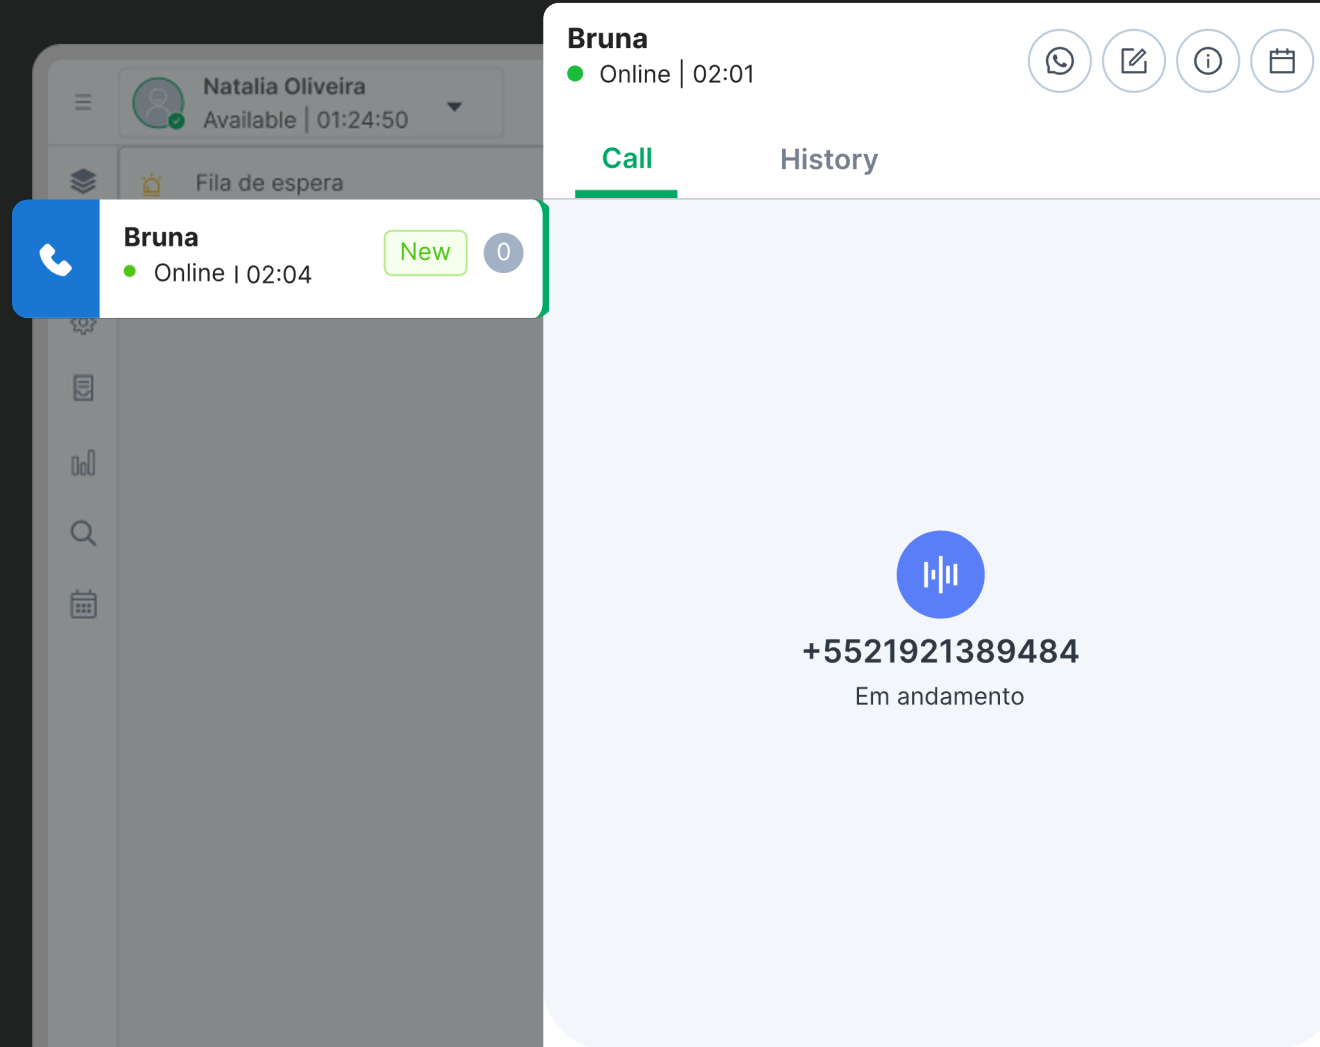 Natalia Oliveira
Available | 01:24:50
Fila de espera
Bruna
Online | 02:04
New
0
Bruna
Online | 02:01
Call
History
+5521921389484
Em andamento